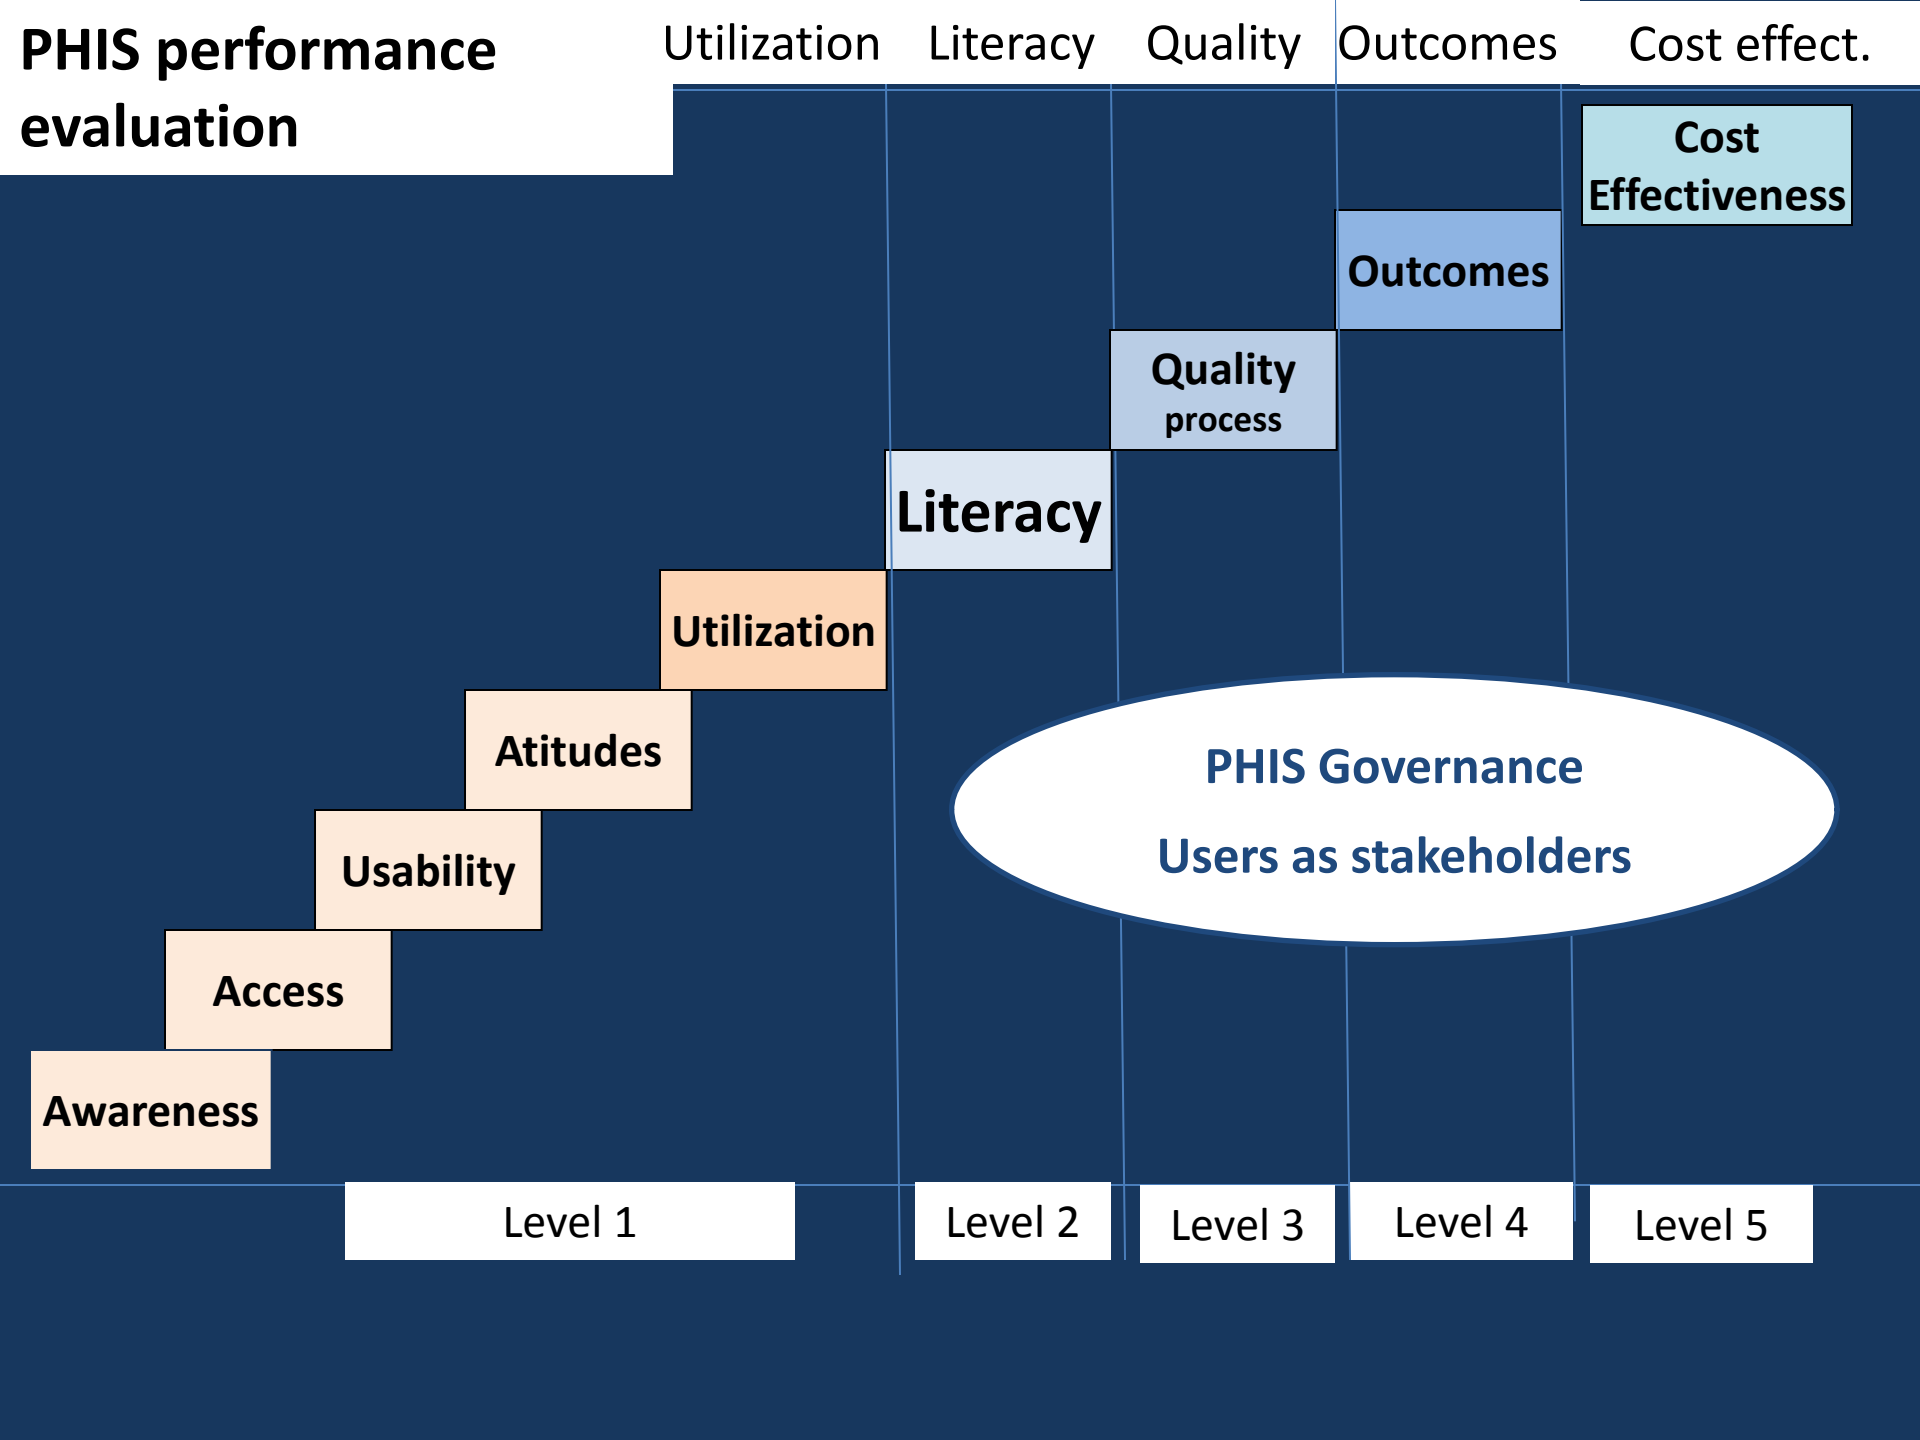 PHIS performance
evaluation
Utilization
Literacy
Quality
Outcomes
Cost effect.
Cost
Effectiveness
Outcomes
Quality
process
Literacy
Utilization
Atitudes
Usability
Access
Awareness
PHIS Governance
Users as stakeholders
Level 1
Level 2
Level 3
Level 4
Level 5